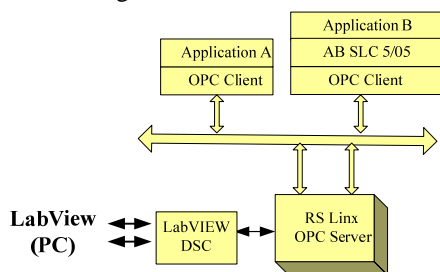 Application B
Application A
AB SLC 5/05
OPC Client
OPC Client
LabView
(PC)
LabVIEW
DSC
RS Linx
OPC Server